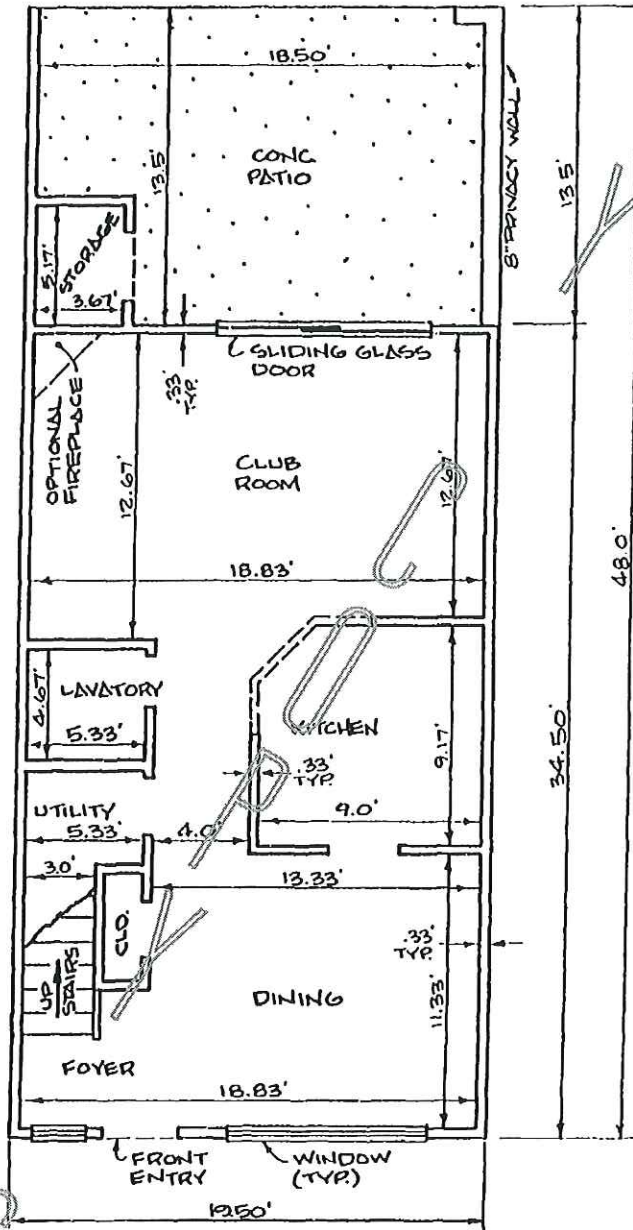 18.50'
CONC.
PATIO
13.5'
8" PRIVACY WALL
13.5'
5.17'
STORAGE
3.67'
SLIDING GLASS
DOOR
.33'
TYP.
OPTIONAL
FIREPLACE
12.67'
CLUB
ROOM
12.67'
18.83'
48.0'
34.50'
LAVATORY
4.67'
5.33'
KITCHEN
.33'
TYP.
9.17'
9.0'
UTILITY
5.33'
4.0'
3.0'
13.33'
CLO.
UP
STAIRS
.33'
TYP.
DINING
11.33'
FOYER
18.83'
FRONT
ENTRY
WINDOW
(TYP.)
19.50'